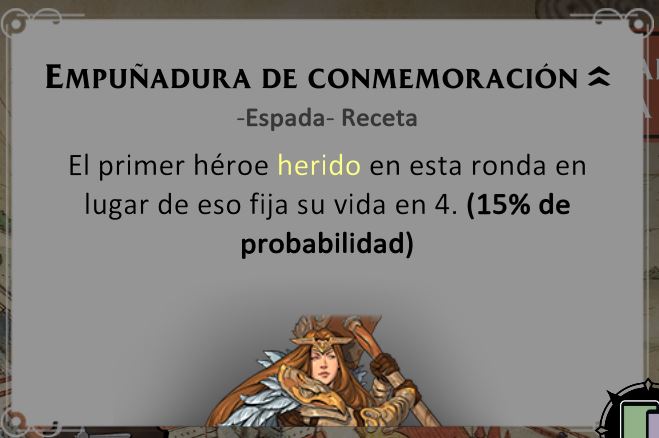 Empuñadura de conmemoración
-Espada- Receta
El primer héroe herido en esta ronda en
lugar de eso fija su vida en 4. (15% de
probabilidad)